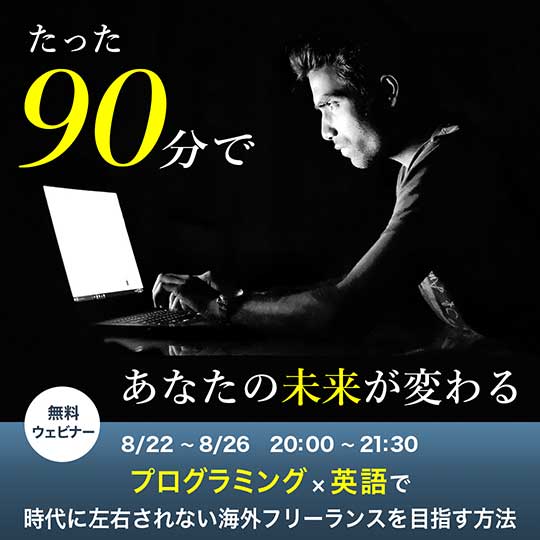 たった
90分で
あなたの未来が変わる
無料
ウェビナー
8/22 ～ 8/26 20:00 ～ 21:30
プログラミング×英語で
時代に左右されない海外フリーランスを目指す方法